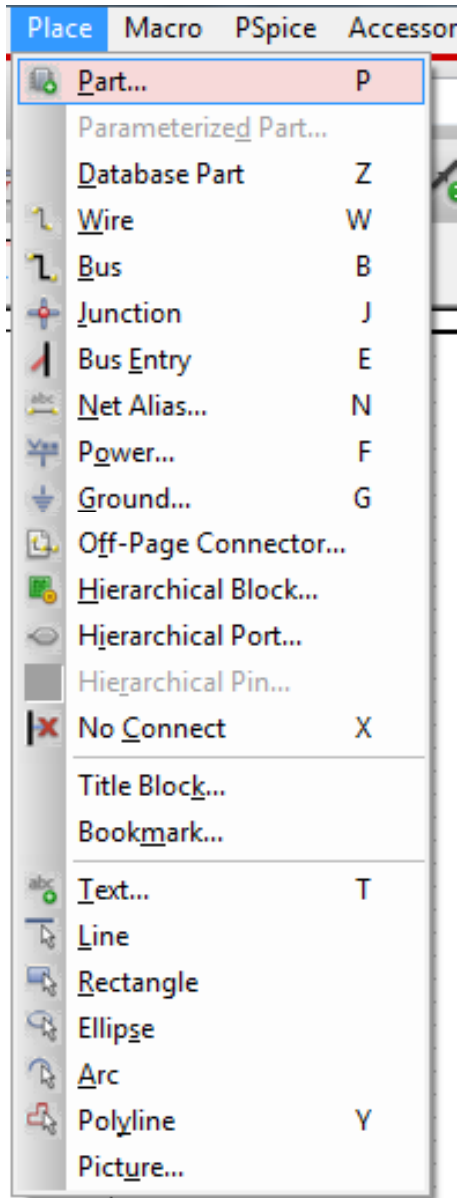 Place Macro PSpice Accessor
Part... P
Parameterized Part...
Database Part Z
Wire W
Bus B
Junction J
Bus Entry E
abc Net Alias... N
Power... F
Ground... G
Off-Page Connector...
Hierarchical Block...
Hierarchical Port...
Hierarchical Pin...
No Connect X
Title Block...
Bookmark...
abc Text... T
Line
Rectangle
Ellipse
Arc
Polyline Y
Picture...